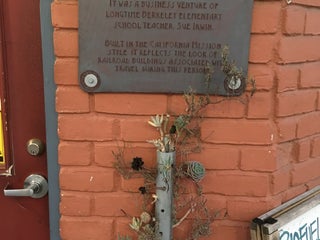 IT WAS A BUSINESS VENTURE OF
LONGTIME BERKELEY ELEMENTARY
SCHOOL TEACHER, SUE IRWIN.
BUILT IN THE CALIFORNIA MISSION
STYLE IT REFLECTS THE LOOK OF
RAILROAD BUILDINGS ASSOCIATED WITH
TRAVEL DURING THIS PERIOD.
BIOFUEL